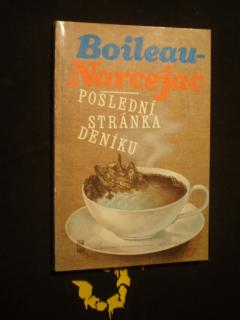 Boileau-
Narcejac
POSLEDNÍ
STRÁNKA
DENÍKU